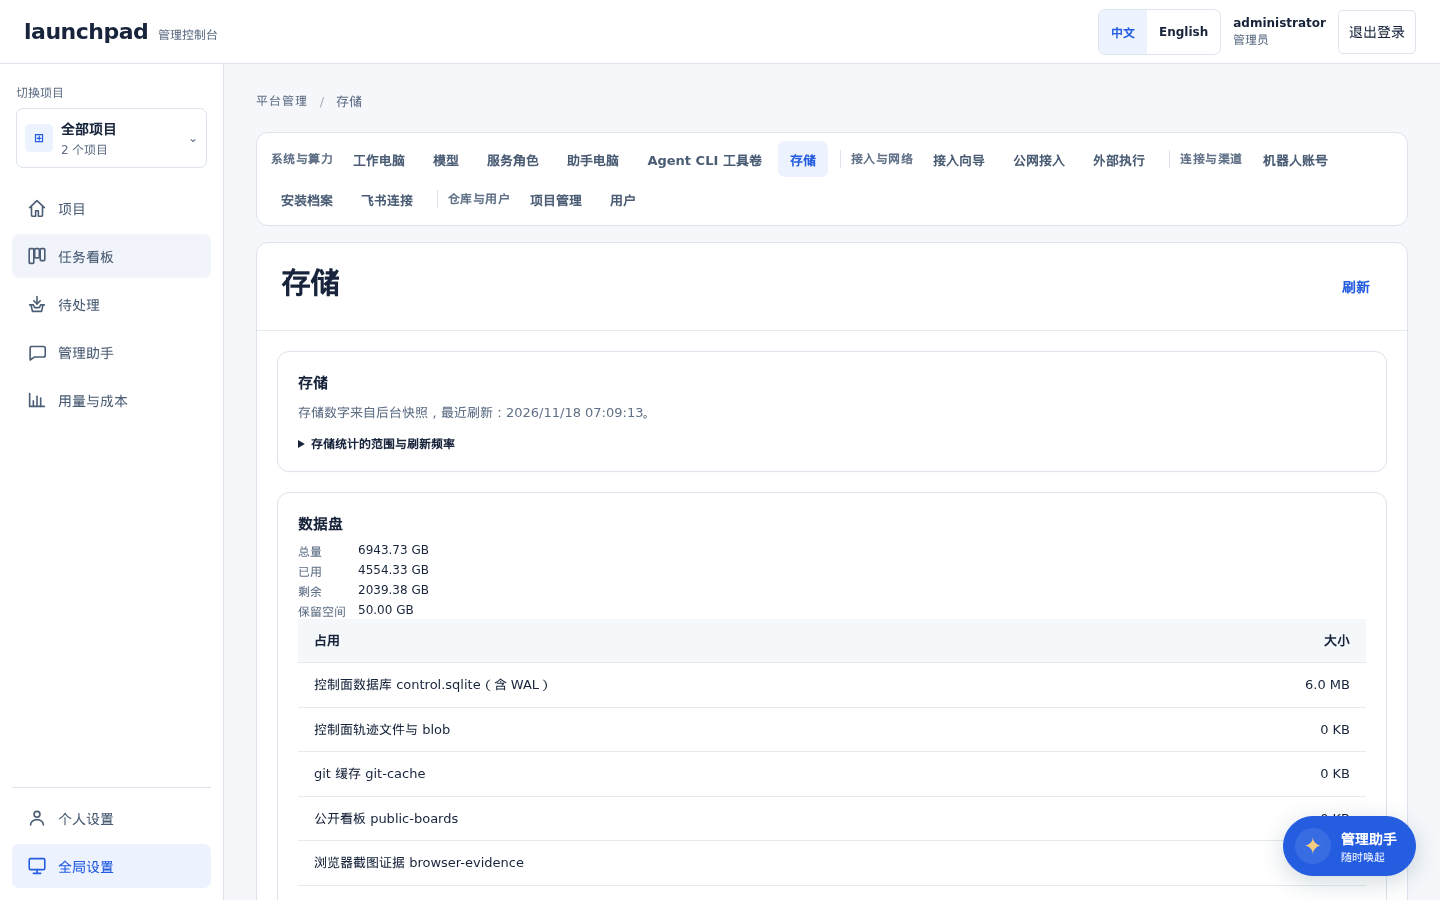 launchpad 管理控制台
中文 English
administrator
管理员
退出登录
切换项目
全部项目
2 个项目
项目
任务看板
待处理
管理助手
用量与成本
个人设置
全局设置
平台管理 / 存储
系统与算力 工作电脑 模型 服务角色 助手电脑 Agent CLI 工具卷 存储 接入与网络 接入向导 公网接入 外部执行 连接与渠道 机器人账号
安装档案 飞书连接 仓库与用户 项目管理 用户
存储
刷新
存储
存储数字来自后台快照，最近刷新：2026/11/18 07:09:13。
存储统计的范围与刷新频率
数据盘
总量 6943.73 GB
已用 4554.33 GB
剩余 2039.38 GB
保留空间 50.00 GB
占用 大小
控制面数据库 control.sqlite（含 WAL） 6.0 MB
控制面轨迹文件与 blob 0 KB
git 缓存 git-cache 0 KB
公开看板 public-boards
浏览器截图证据 browser-evidence
管理助手
随时唤起